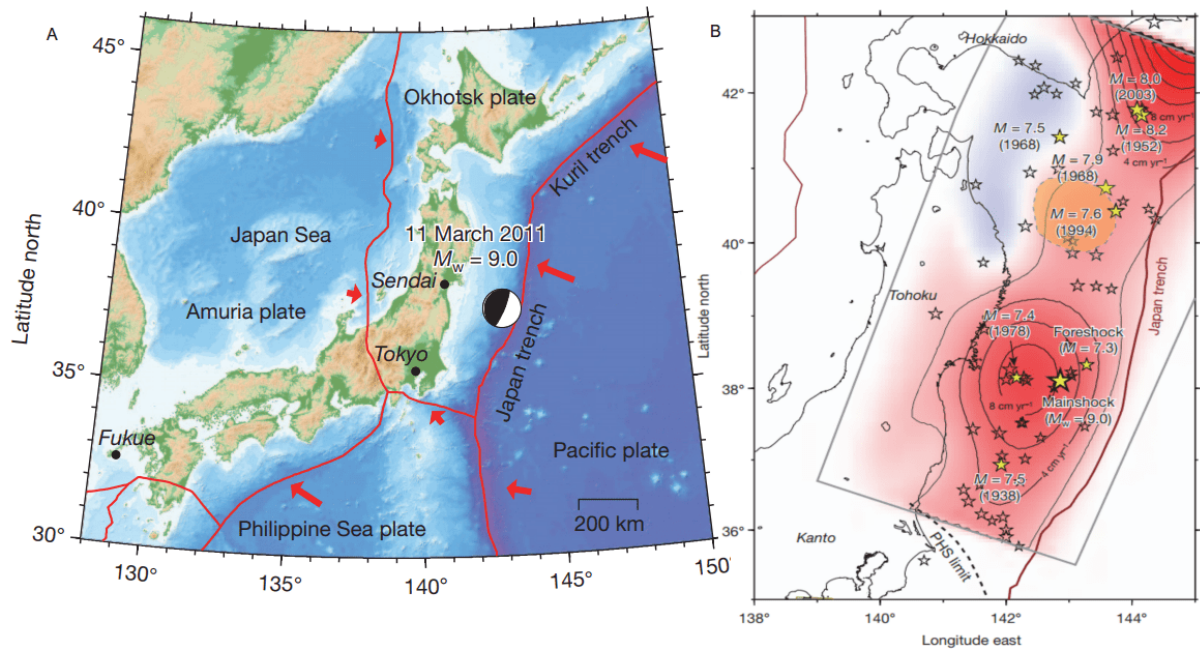 A
45°
40°
35°
30°
Latitude north
130°
135°
140°
145°
150°
Okhotsk plate
Kuril trench
Japan Sea
11 March 2011
Mw = 9.0
Sendai
Amuria plate
Tokyo
Japan trench
Fukue
Pacific plate
Philippine Sea plate
200 km
B
42°
40°
38°
36°
Latitude north
138°
140°
142°
144°
Longitude east
Hokkaido
M = 8.0
(2003)
8 cm yr⁻¹
M = 7.5
(1968)
M = 8.2
(1952)
4 cm yr⁻¹
M = 7.9
(1968)
M = 7.6
(1994)
Tohoku
Japan trench
M = 7.4
(1978)
Foreshock
(M = 7.3)
8 cm yr⁻¹
Mainshock
(Mw = 9.0)
4 cm yr⁻¹
M = 7.5
(1938)
Kanto
PHS limit